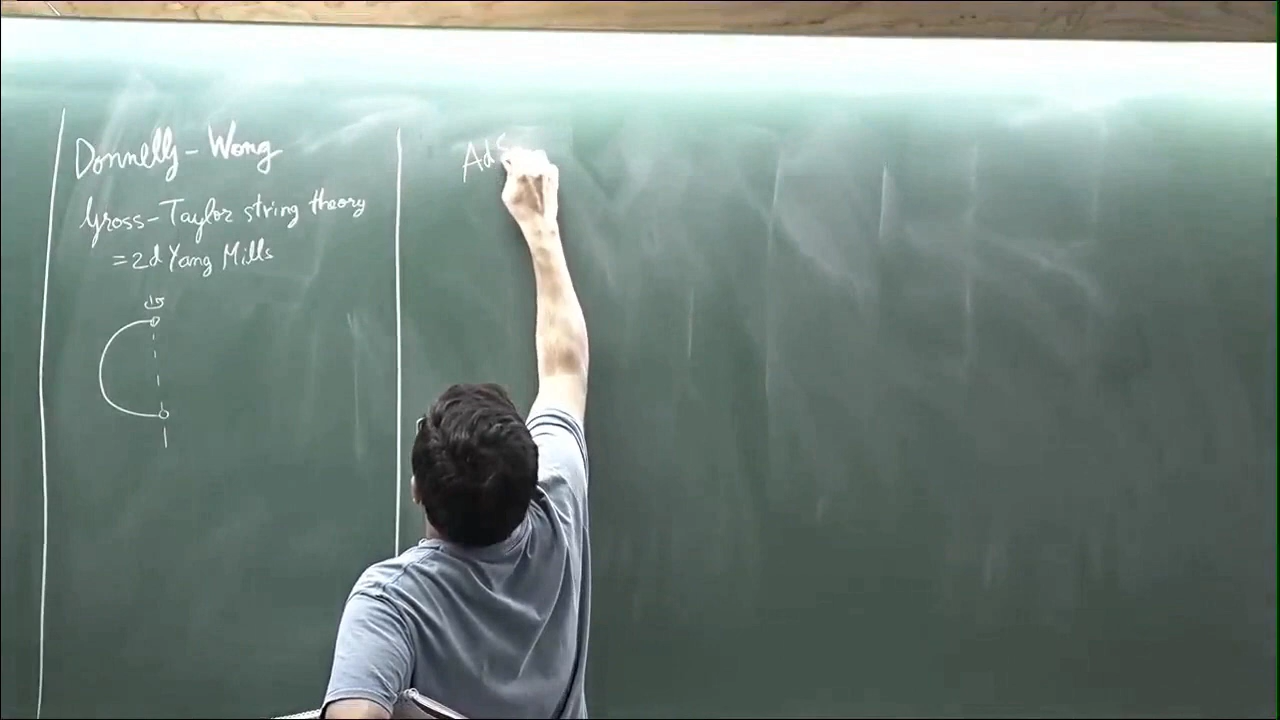 Donnelly - Wong
Gross-Taylor string theory
= 2d Yang Mills
AdS